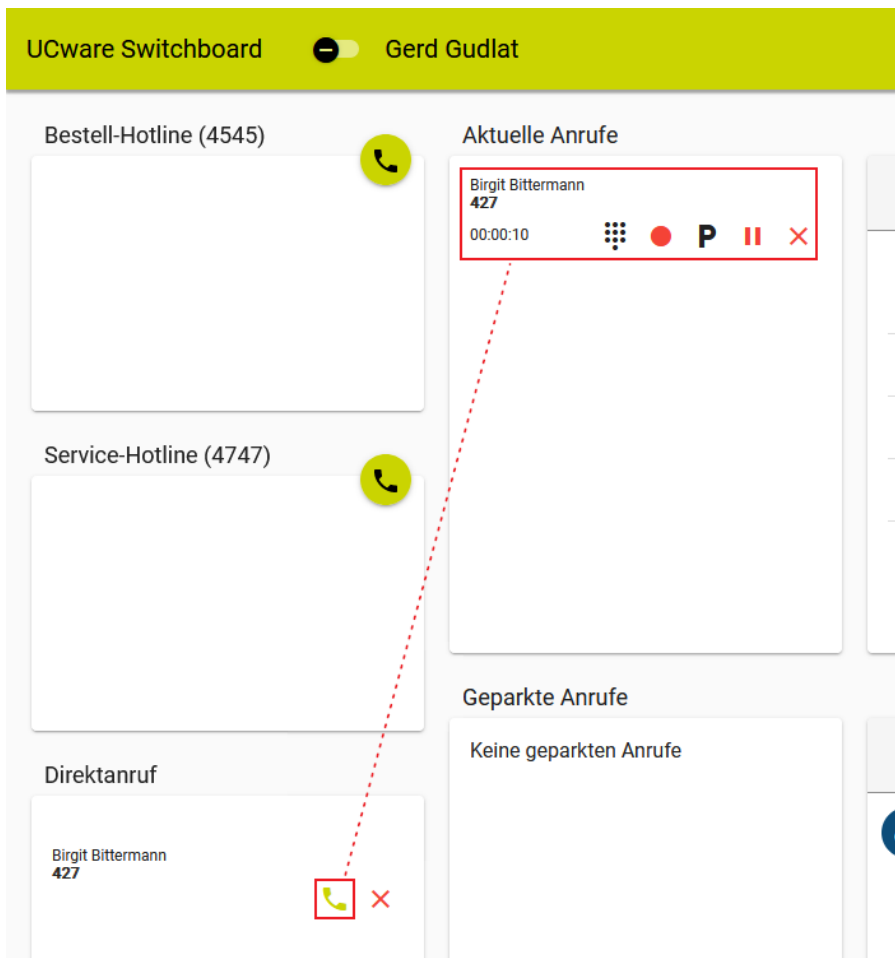 UCware Switchboard
Gerd Gudlat
Bestell-Hotline (4545)
Service-Hotline (4747)
Direktanruf
Birgit Bittermann
427
Aktuelle Anrufe
Birgit Bittermann
427
00:00:10
P
Geparkte Anrufe
Keine geparkten Anrufe